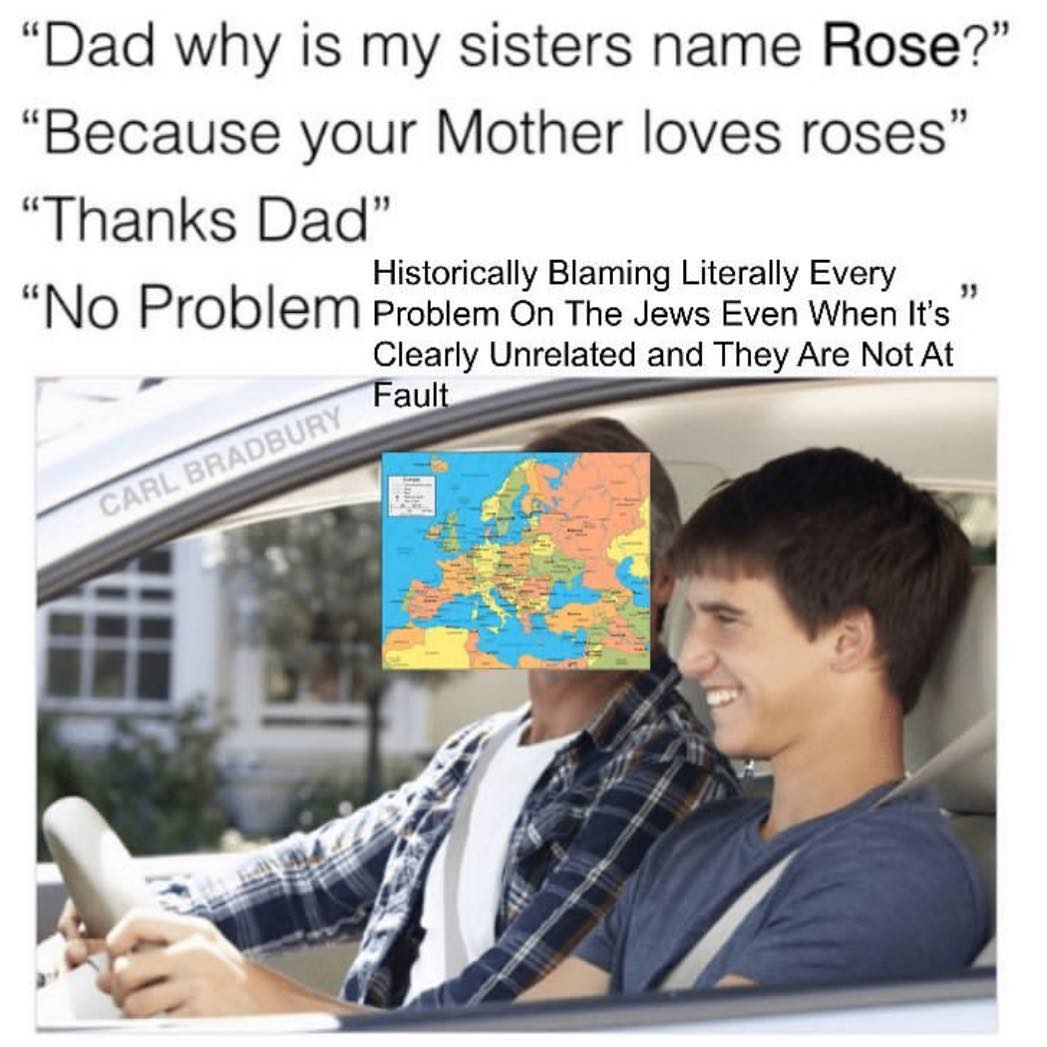 “Dad why is my sisters name Rose?”
“Because your Mother loves roses”
“Thanks Dad”
“No Problem Historically Blaming Literally Every
Problem On The Jews Even When It’s ”
Clearly Unrelated and They Are Not At
Fault
CARL BRADBURY